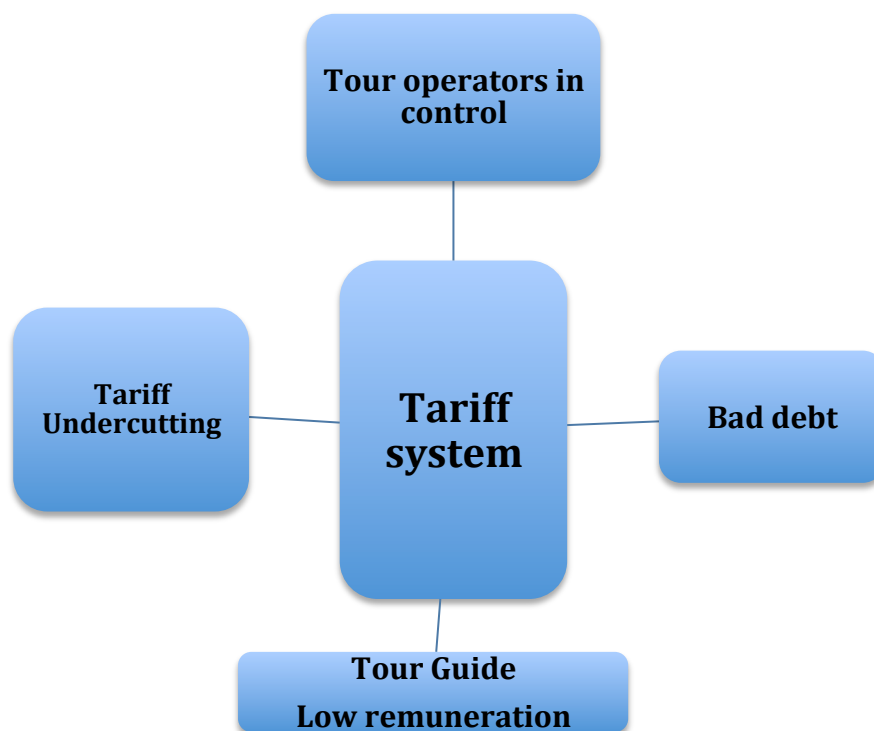 Tour operators in
control
Tariff
Undercutting
Tariff
system
Bad debt
Tour Guide
Low remuneration